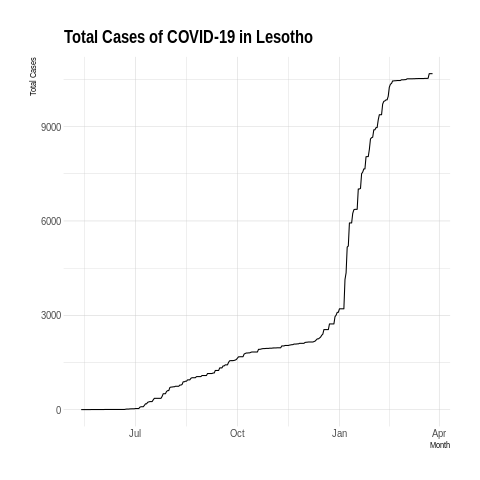 Total Cases of COVID-19 in Lesotho
Total Cases
9000
6000
3000
0
Jul Oct Jan Apr
Month